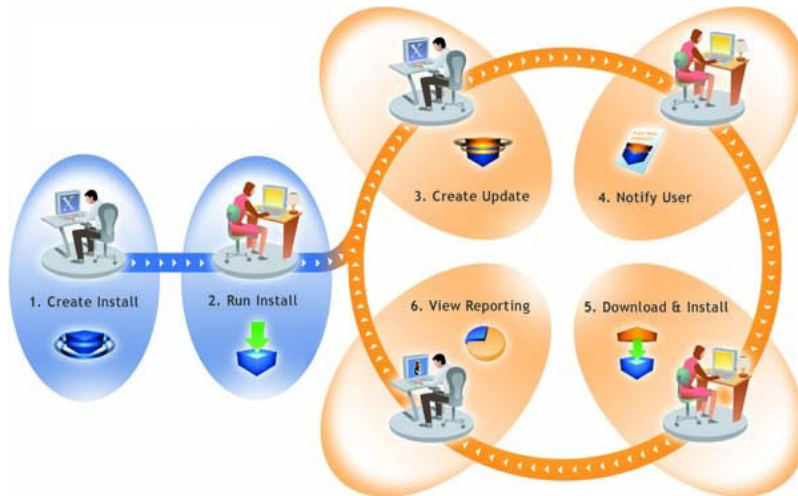 1. Create Install
2. Run Install
3. Create Update
4. Notify User
5. Download & Install
6. View Reporting
X
X